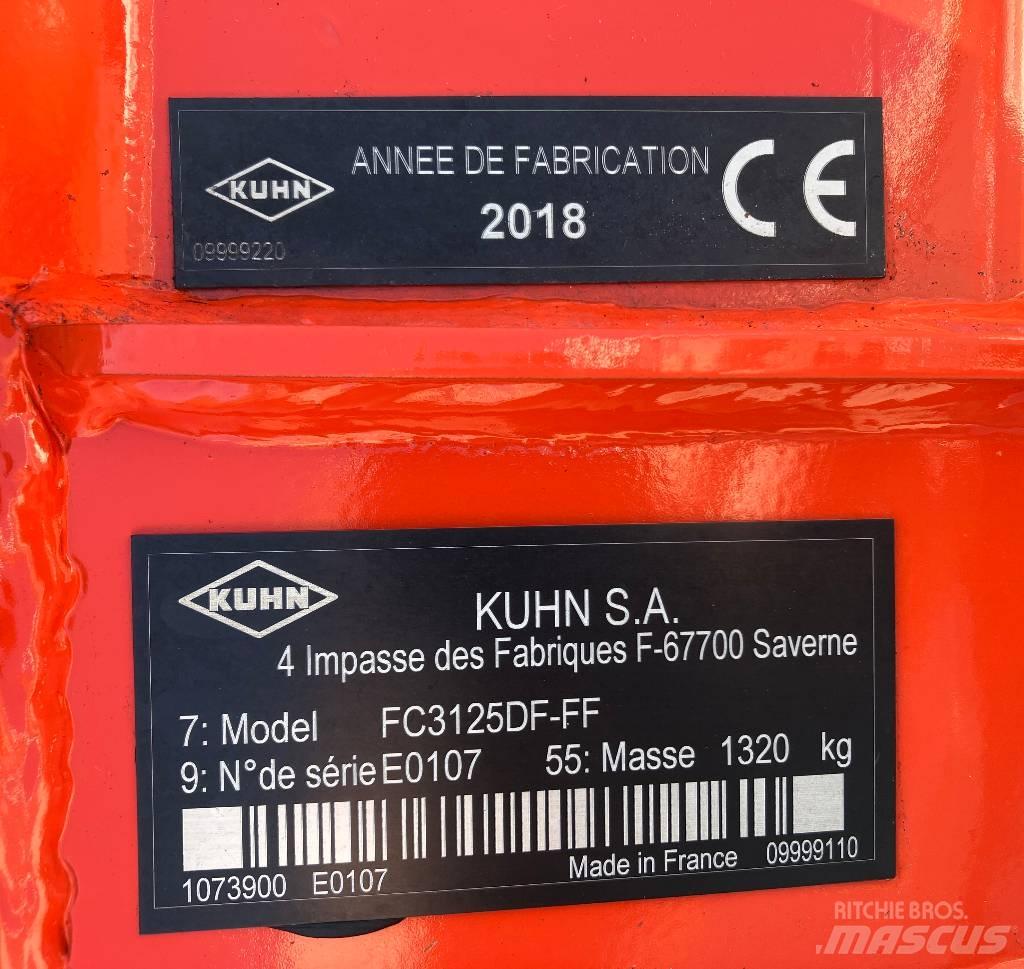 KUHN
ANNEE DE FABRICATION
2018
CE
09999220
KUHN
KUHN S.A.
4 Impasse des Fabriques F-67700 Saverne
7: Model FC3125DF-FF
9: N°de série E0107 55: Masse 1320 kg
Made in France 09999110
1073900 E0107
RITCHIE BROS.
MASCUS